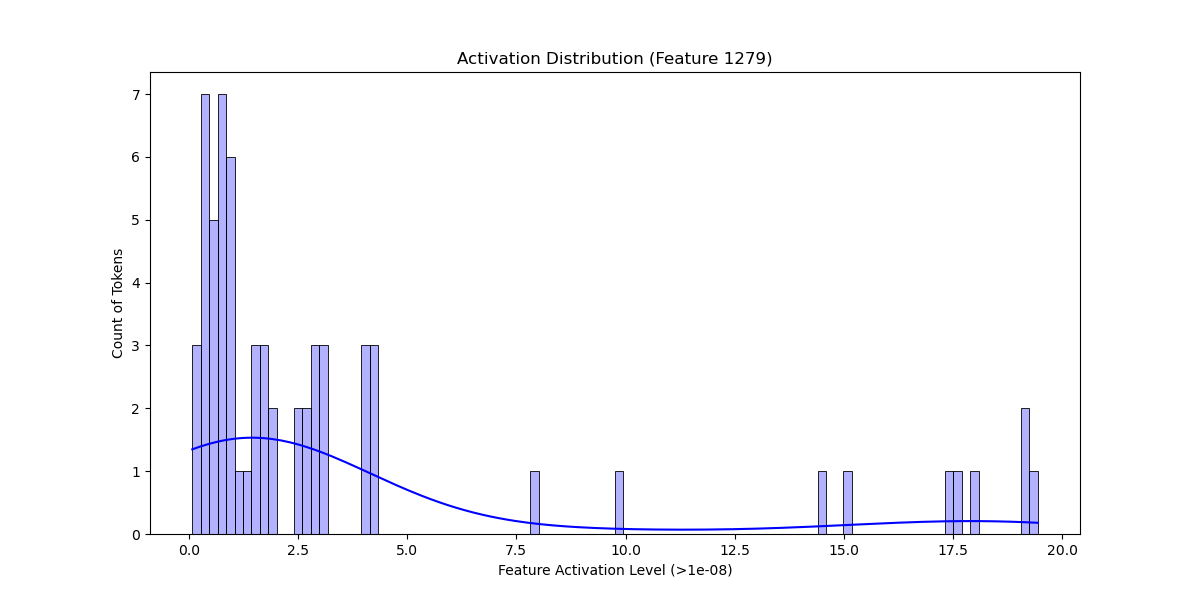 Activation Distribution (Feature 1279)
7
6
5
4
3
2
1
0
Count of Tokens
0.0 2.5 5.0 7.5 10.0 12.5 15.0 17.5 20.0
Feature Activation Level (>1e-08)